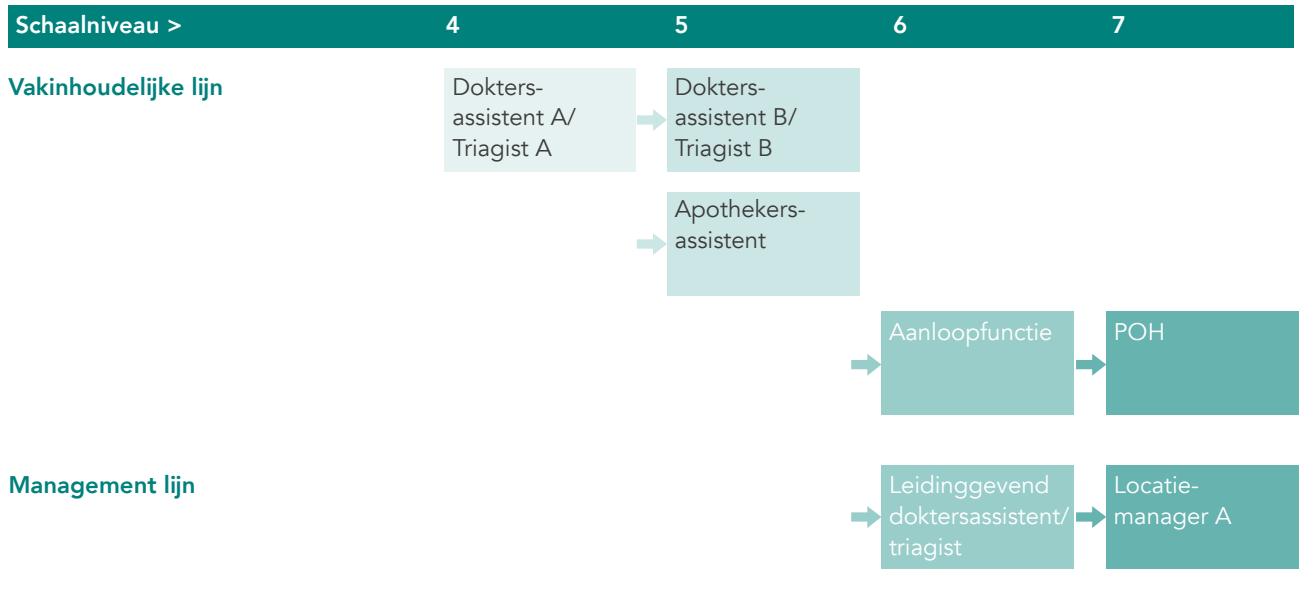 Schaalniveau > 4 5 6 7
Vakinhoudelijke lijn
Dokters-
assistent A/
Triagist A
Dokters-
assistent B/
Triagist B
Apothekers-
assistent
Aanloopfunctie
POH
Management lijn
Leidinggevend
doktersassistent/
triagist
Locatie-
manager A